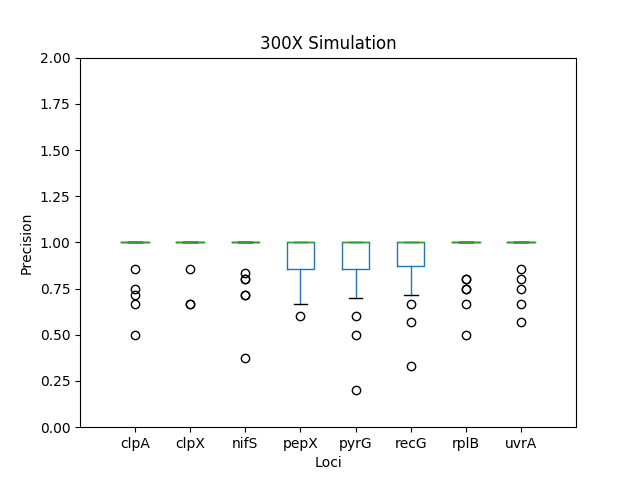 300X Simulation
2.00
1.75
1.50
1.25
1.00
0.75
0.50
0.25
0.00
Precision
clpA clpX nifS pepX pyrG recG rplB uvrA
Loci